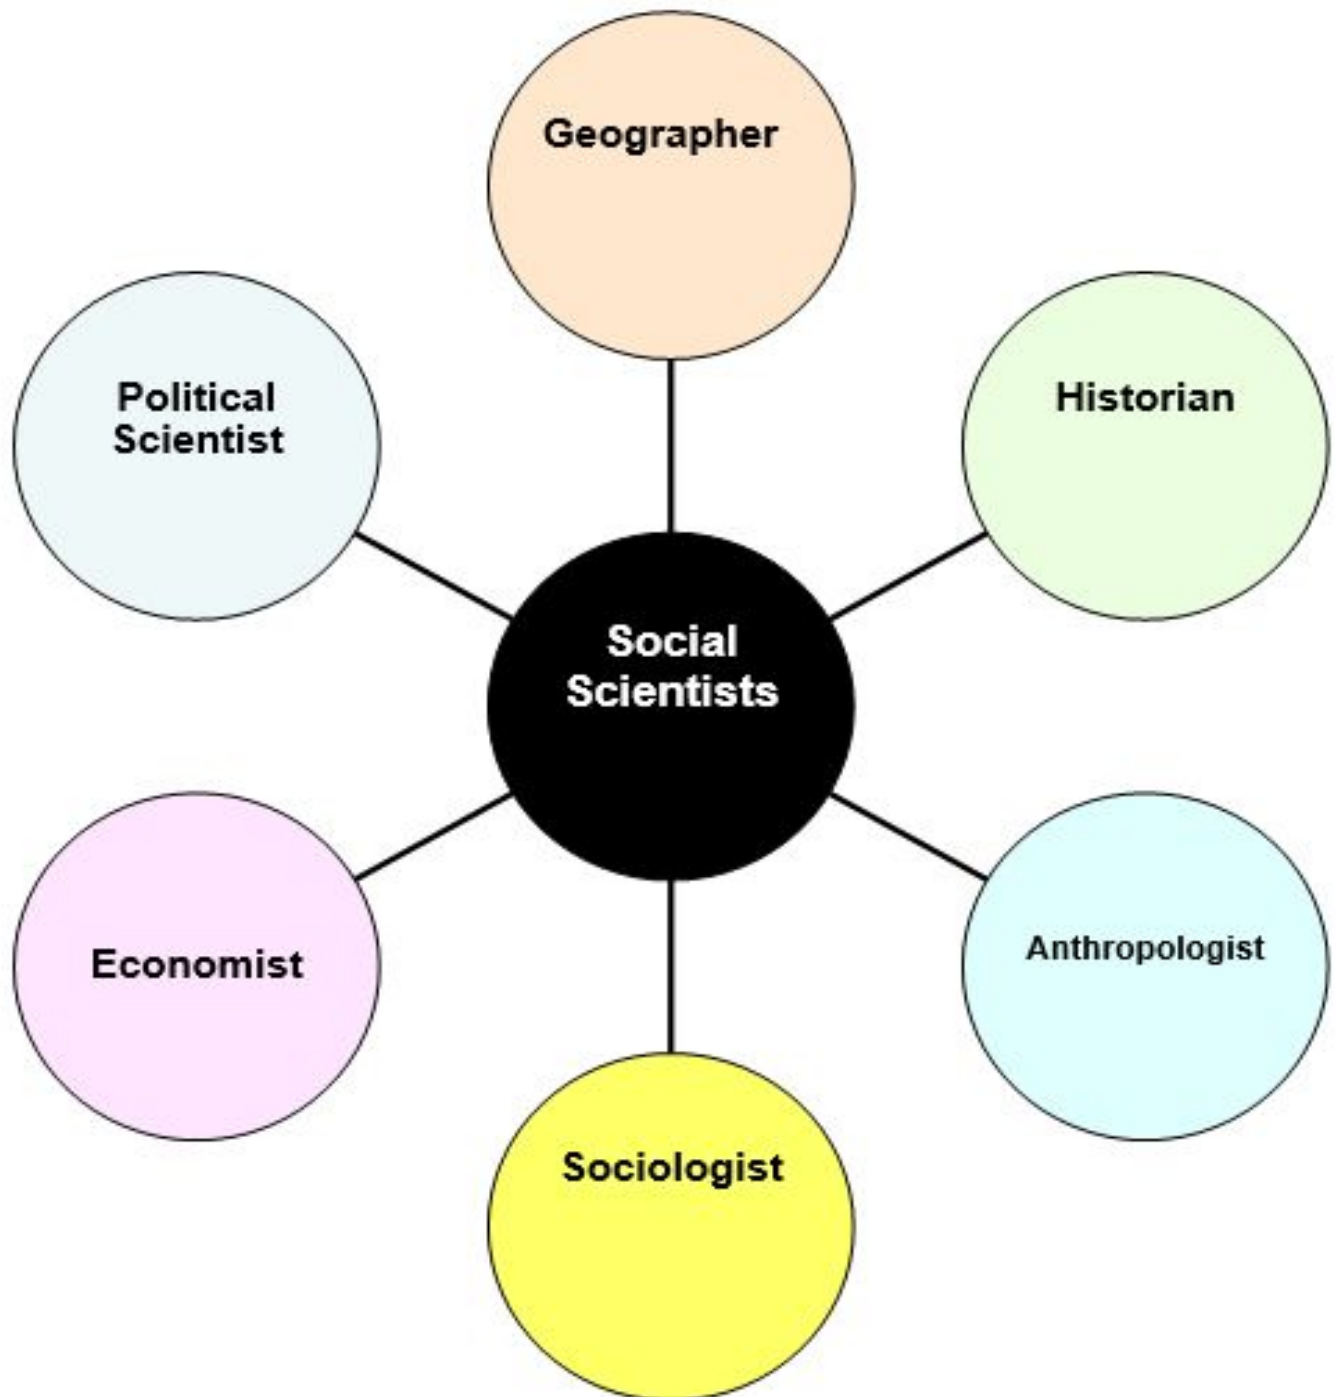 Geographer
Political
Scientist
Historian
Social
Scientists
Economist
Anthropologist
Sociologist